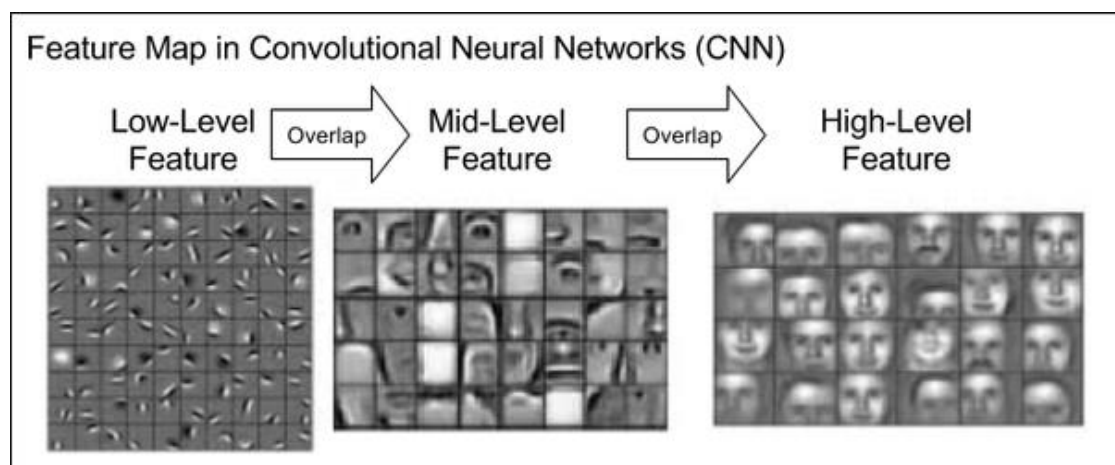 Feature Map in Convolutional Neural Networks (CNN)
Low-Level
Feature
Overlap
Mid-Level
Feature
Overlap
High-Level
Feature